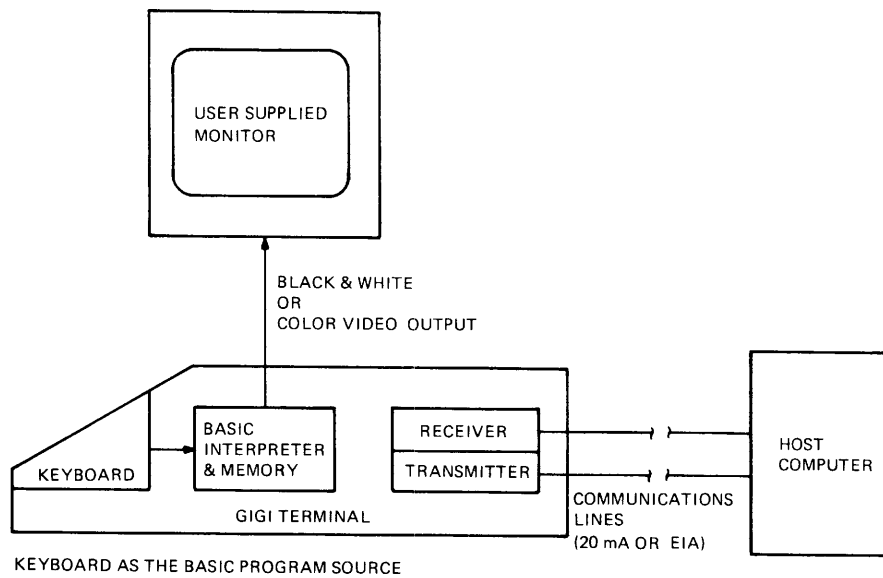 USER SUPPLIED
MONITOR
BLACK & WHITE
OR
COLOR VIDEO OUTPUT
KEYBOARD
BASIC
INTERPRETER
& MEMORY
RECEIVER
TRANSMITTER
GIGI TERMINAL
COMMUNICATIONS
LINES
(20 mA OR EIA)
HOST
COMPUTER
KEYBOARD AS THE BASIC PROGRAM SOURCE